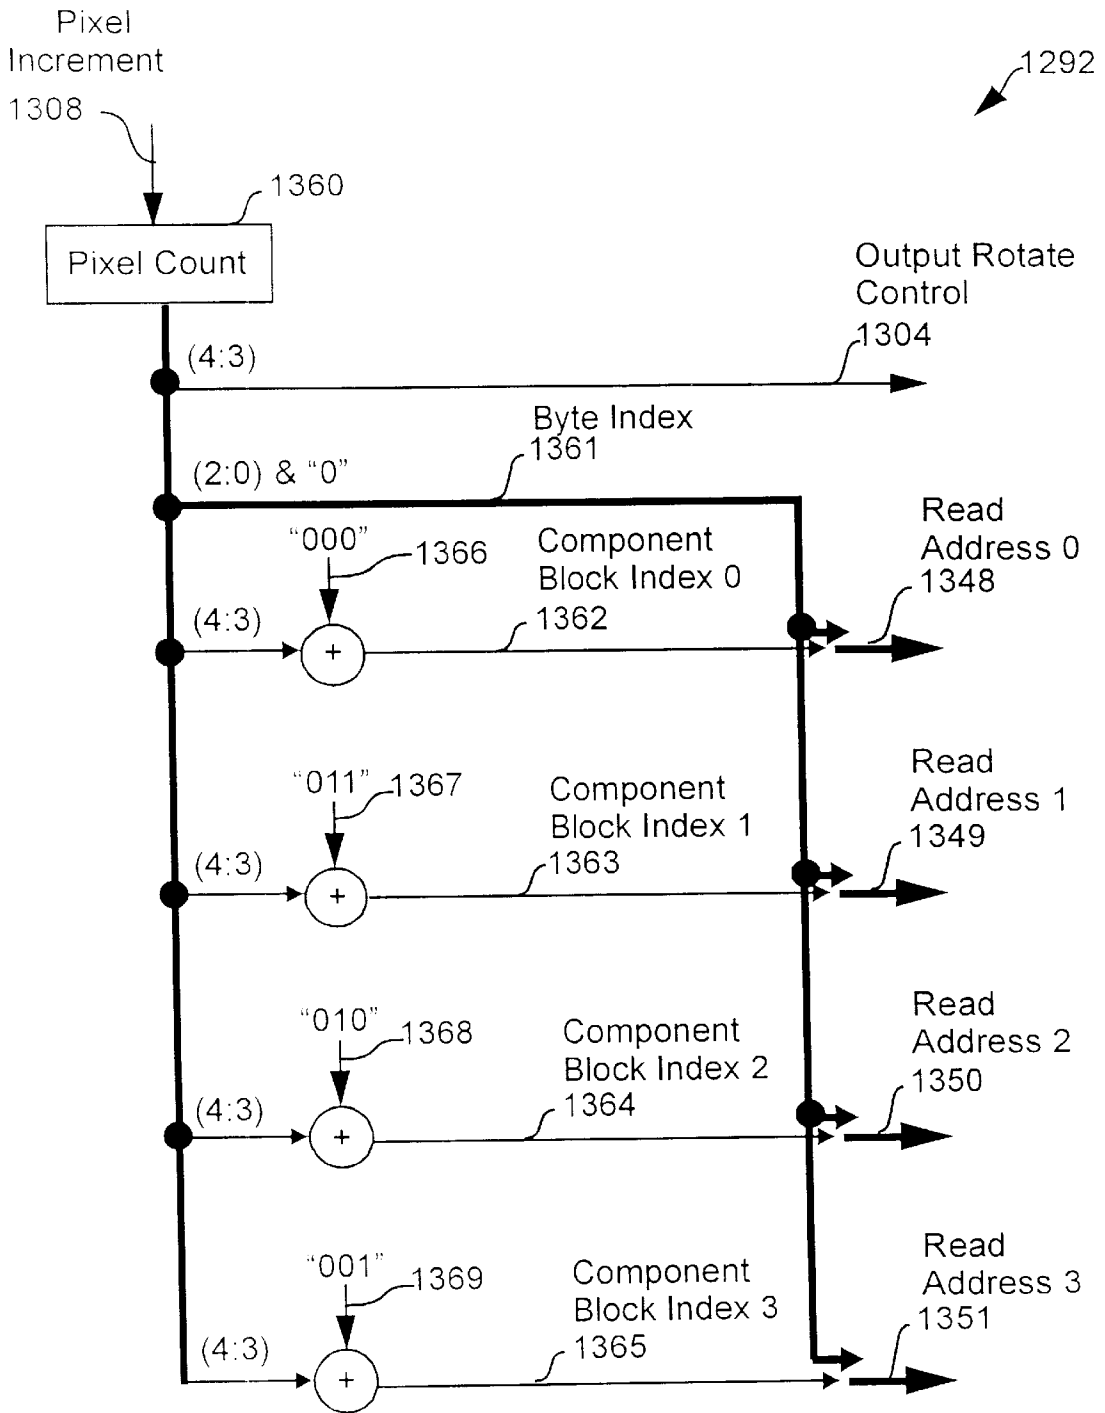 Pixel
Increment
1308
1292
1360
Pixel Count
Output Rotate
Control
1304
(4:3)
Byte Index
1361
(2:0) & “0”
“000”
1366
Component
Block Index 0
1362
Read
Address 0
1348
(4:3)
+
“011”
1367
Component
Block Index 1
1363
Read
Address 1
1349
(4:3)
+
“010”
1368
Component
Block Index 2
1364
Read
Address 2
1350
(4:3)
+
“001”
1369
Component
Block Index 3
1365
Read
Address 3
1351
(4:3)
+